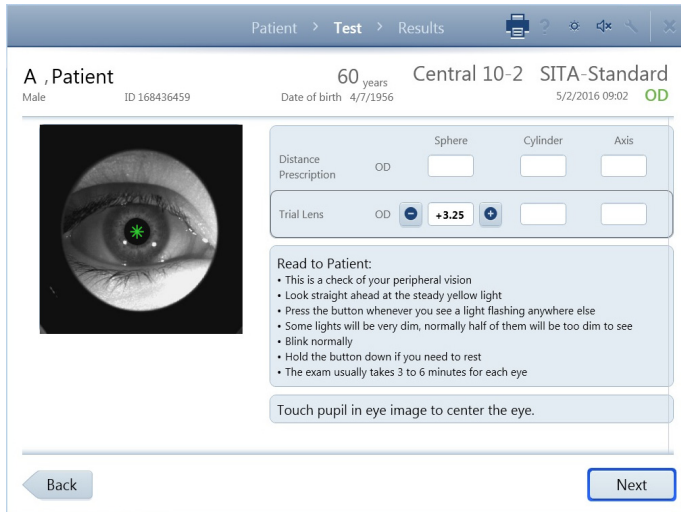 Patient > Test > Results ?
A , Patient
Male ID 168436459
60 years
Date of birth 4/7/1956
Central 10-2 SITA-Standard
5/2/2016 09:02 OD
Sphere Cylinder Axis
Distance
Prescription OD
Trial Lens OD +3.25
Read to Patient:
• This is a check of your peripheral vision
• Look straight ahead at the steady yellow light
• Press the button whenever you see a light flashing anywhere else
• Some lights will be very dim, normally half of them will be too dim to see
• Blink normally
• Hold the button down if you need to rest
• The exam usually takes 3 to 6 minutes for each eye
Touch pupil in eye image to center the eye.
Back Next